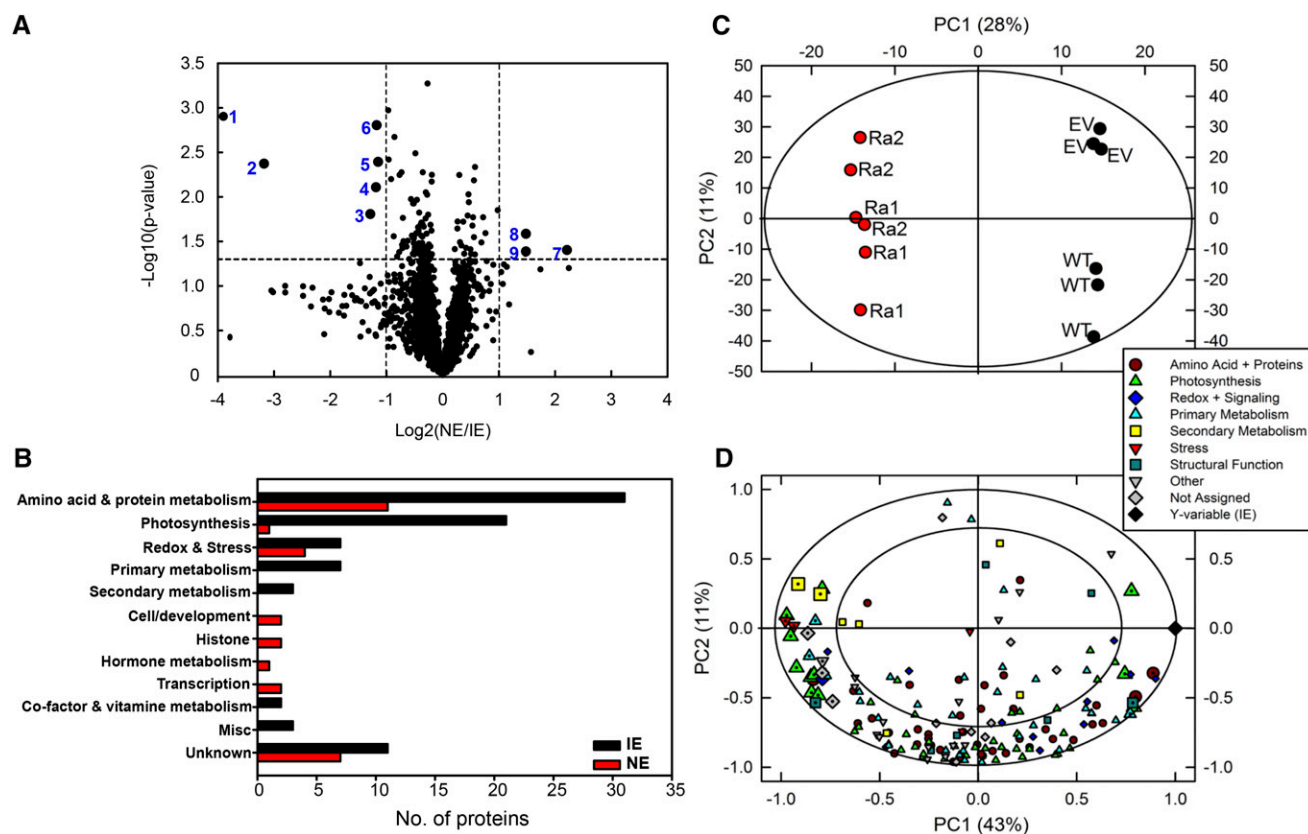 A
3.5
3.0
2.5
2.0
1.5
1.0
0.5
0
-4 -3 -2 -1 0 1 2 3 4
-Log10(p-value)
Log2(NE/IE)
1
2
3
4
5
6
7
8
9
B
Amino acid & protein metabolism
Photosynthesis
Redox & Stress
Primary metabolism
Secondary metabolism
Cell/development
Histone
Hormone metabolism
Transcription
Co-factor & vitamine metabolism
Misc
Unknown
IE
NE
0 5 10 15 20 25 30 35
No. of proteins
C
PC1 (28%)
-20 -10 0 10 20
50 50
40 40
30 30
20 20
10 10
0 0
-10 -10
-20 -20
-30 -30
-40 -40
-50
PC2 (11%)
Ra2
Ra2
Ra1
Ra2
Ra1
Ra1
EV
EV EV
WT
WT
WT
Amino Acid + Proteins
Photosynthesis
Redox + Signaling
Primary Metabolism
Secondary Metabolism
Stress
Structural Function
Other
Not Assigned
Y-variable (IE)
D
1.0
0.5 0.5
0.0 0.0
-0.5 -0.5
-1.0 -1.0
PC2 (11%)
-1.0 -0.5 0.0 0.5 1.0
PC1 (43%)